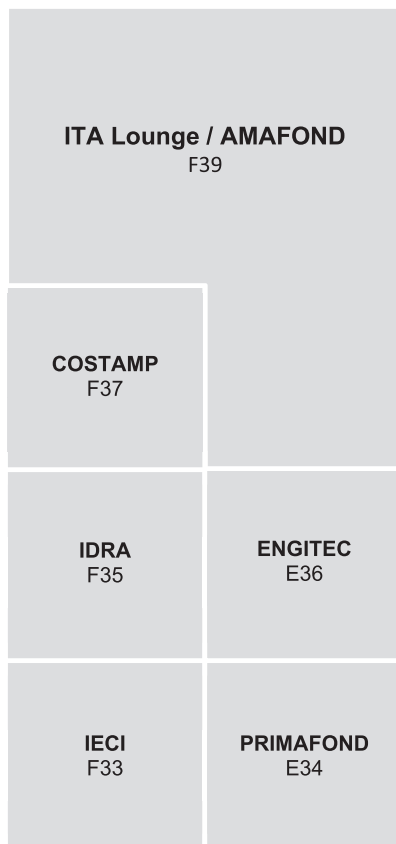 ITA Lounge / AMAFOND
F39
COSTAMP
F37
IDRA
F35
ENGITEC
E36
IECI
F33
PRIMAFOND
E34